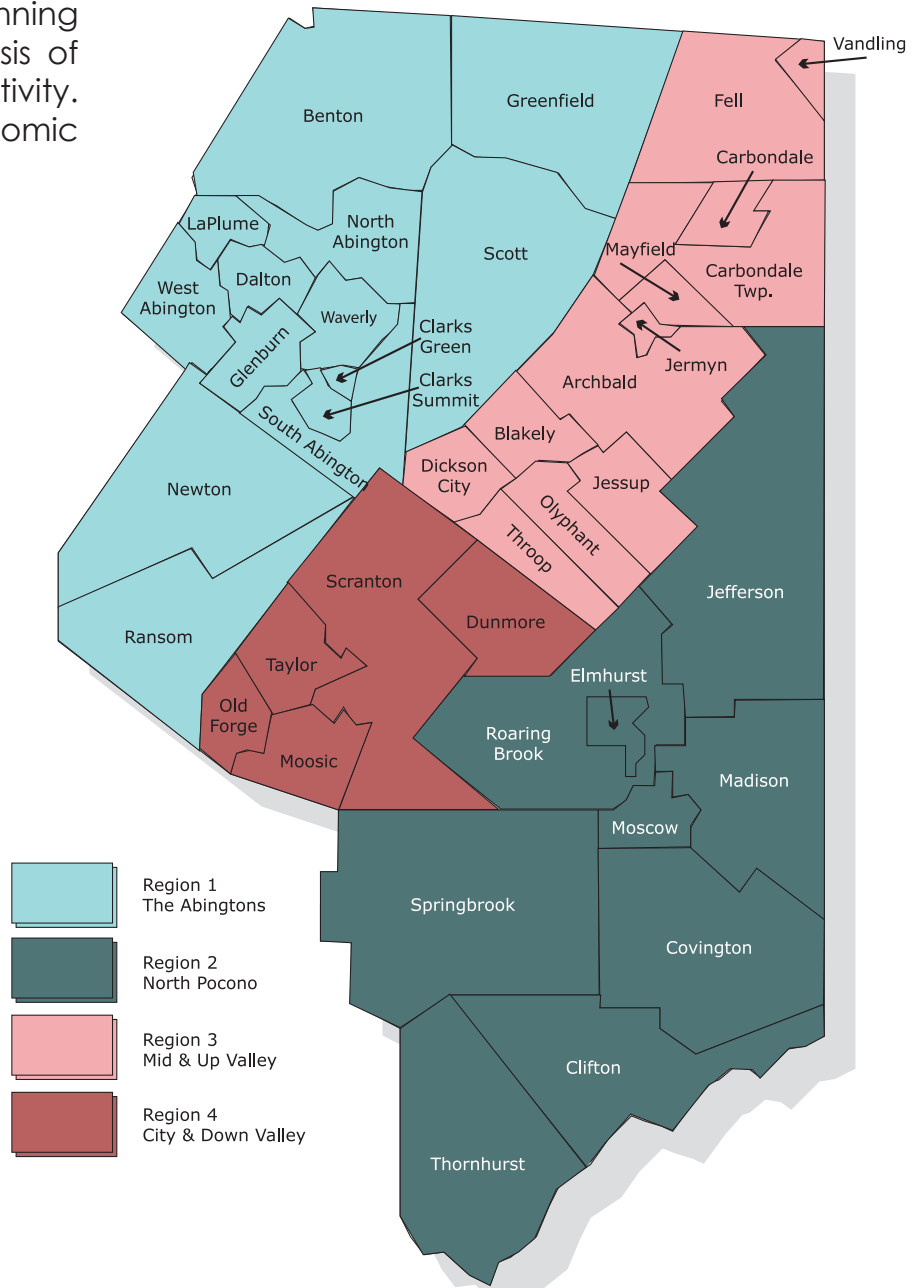 nning
sis of
tivity.
omic
Vandling
Benton
Greenfield
Fell
Carbondale
LaPlume
North
Abington
Scott
Mayfield
Carbondale
Twp.
West
Abington
Dalton
Waverly
Clarks
Green
Glenburn
Jermyn
Clarks
Summit
Archbald
South Abington
Blakely
Dickson
City
Jessup
Newton
Olyphant
Throop
Scranton
Jefferson
Dunmore
Ransom
Taylor
Elmhurst
Old
Forge
Roaring
Brook
Moosic
Madison
Moscow
Springbrook
Covington
Clifton
Thornhurst
Region 1
The Abingtons
Region 2
North Pocono
Region 3
Mid & Up Valley
Region 4
City & Down Valley